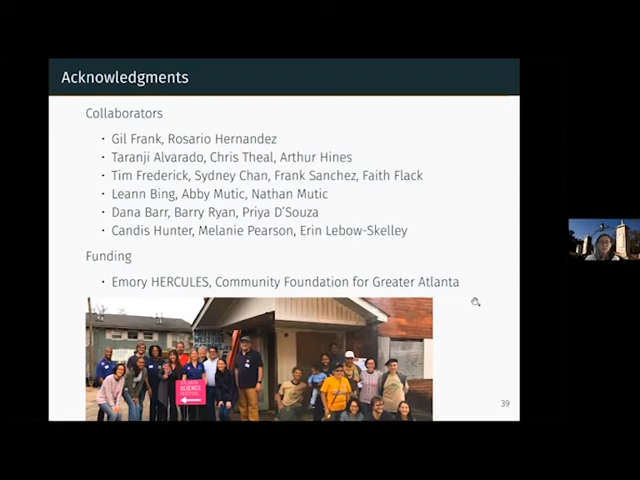 Acknowledgments
Collaborators
· Gil Frank, Rosario Hernandez
· Taranji Alvarado, Chris Theal, Arthur Hines
· Tim Frederick, Sydney Chan, Frank Sanchez, Faith Flack
· Leann Bing, Abby Mutic, Nathan Mutic
· Dana Barr, Barry Ryan, Priya D'Souza
· Candis Hunter, Melanie Pearson, Erin Lebow-Skelley
Funding
· Emory HERCULES, Community Foundation for Greater Atlanta
SCIENCE
FESTIVAL
39